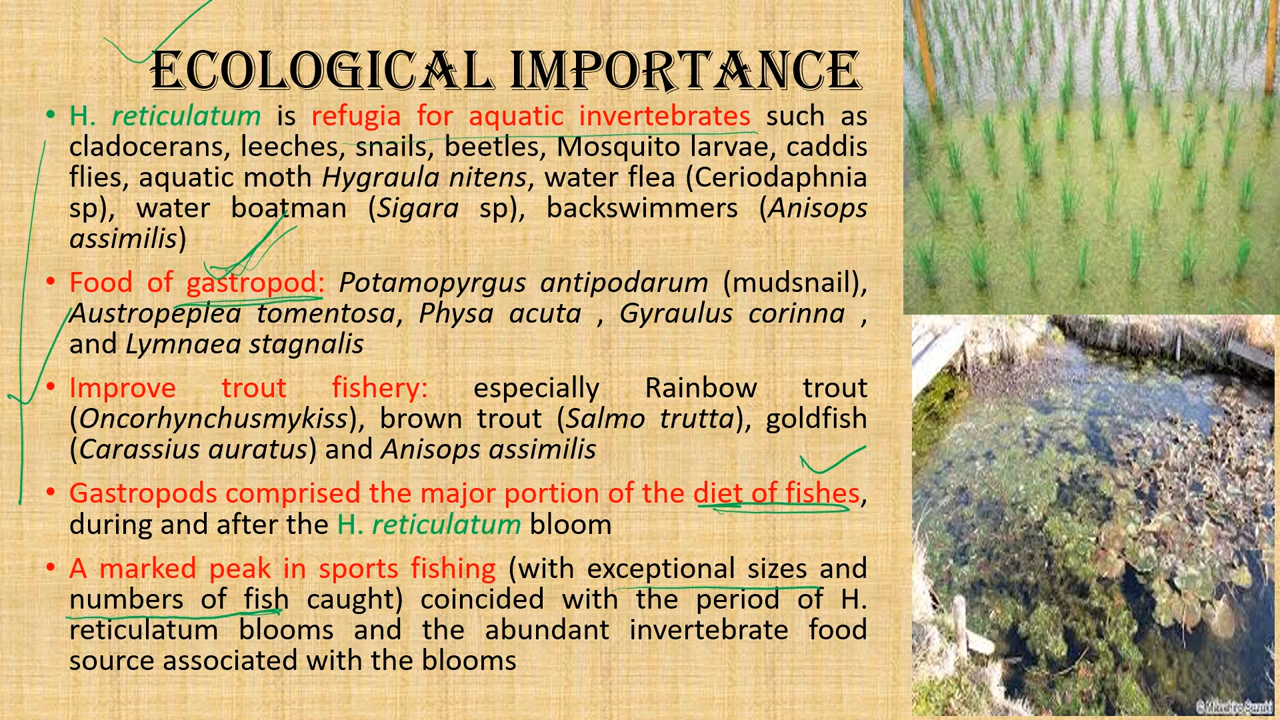 ECOLOGICAL IMPORTANCE
• H. reticulatum is refugia for aquatic invertebrates such as
cladocerans, leeches, snails, beetles, Mosquito larvae, caddis
flies, aquatic moth Hygraula nitens, water flea (Ceriodaphnia
sp), water boatman (Sigara sp), backswimmers (Anisops
assimilis)
• Food of gastropod: Potamopyrgus antipodarum (mudsnail),
Austropeplea tomentosa, Physa acuta , Gyraulus corinna ,
and Lymnaea stagnalis
• Improve trout fishery: especially Rainbow trout
(Oncorhynchusmykiss), brown trout (Salmo trutta), goldfish
(Carassius auratus) and Anisops assimilis
• Gastropods comprised the major portion of the diet of fishes,
during and after the H. reticulatum bloom
• A marked peak in sports fishing (with exceptional sizes and
numbers of fish caught) coincided with the period of H.
reticulatum blooms and the abundant invertebrate food
source associated with the blooms